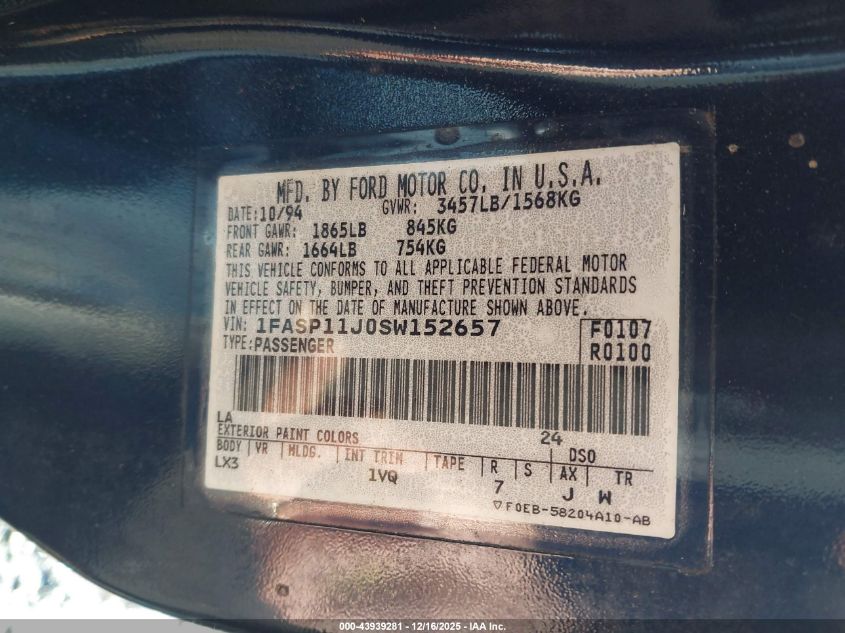 MFD. BY FORD MOTOR CO. IN U.S.A.
DATE: 10/94 GVWR: 3457LB/1568KG
FRONT GAWR: 1865LB 845KG
REAR GAWR: 1664LB 754KG
THIS VEHICLE CONFORMS TO ALL APPLICABLE FEDERAL MOTOR
VEHICLE SAFETY, BUMPER, AND THEFT PREVENTION STANDARDS
IN EFFECT ON THE DATE OF MANUFACTURE SHOWN ABOVE.
VIN: 1FASP11J0SW152657 F0107
TYPE: PASSENGER R0100
LA
EXTERIOR PAINT COLORS 24 DSO
BODY VR MLDG. INT TRIM TAPE R S AX TR
LX3 1VQ 7 J W
▽F0EB-58204A10-AB
000-43939281 - 12/16/2025 - IAA Inc.